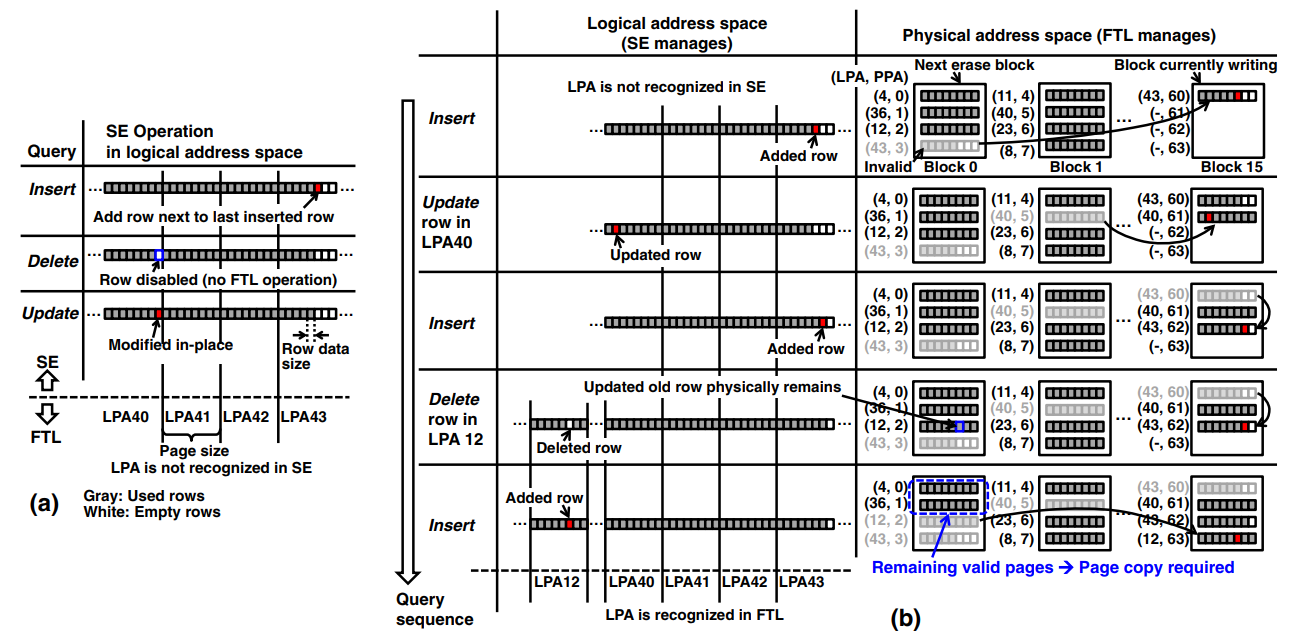 SE Operation
in logical address space
Query
Insert
...
...
Add row next to last inserted row
Delete
...
...
Row disabled (no FTL operation)
Update
...
...
Modified in-place
Row data
size
SE
FTL
LPA40
LPA41
LPA42
LPA43
Page size
LPA is not recognized in SE
(a)
Gray: Used rows
White: Empty rows
Logical address space
(SE manages)
Physical address space (FTL manages)
LPA is not recognized in SE
(LPA, PPA)
Next erase block
Block currently writing
Insert
...
...
Added row
(4, 0)
(36, 1)
(12, 2)
(43, 3)
Invalid
Block 0
(11, 4)
(40, 5)
(23, 6)
(8, 7)
Block 1
...
(43, 60)
(-, 61)
(-, 62)
(-, 63)
Block 15
Update
row in
LPA40
...
...
Updated row
(4, 0)
(36, 1)
(12, 2)
(43, 3)
(11, 4)
(40, 5)
(23, 6)
(8, 7)
...
(43, 60)
(40, 61)
(-, 62)
(-, 63)
Insert
...
...
Added row
(4, 0)
(36, 1)
(12, 2)
(43, 3)
(11, 4)
(40, 5)
(23, 6)
(8, 7)
...
(43, 60)
(40, 61)
(43, 62)
(-, 63)
Delete
row in
LPA 12
Updated old row physically remains
...
...
...
Deleted row
(4, 0)
(36, 1)
(12, 2)
(43, 3)
(11, 4)
(40, 5)
(23, 6)
(8, 7)
...
(43, 60)
(40, 61)
(43, 62)
(-, 63)
Insert
Added row
...
...
...
(4, 0)
(36, 1)
(12, 2)
(43, 3)
(11, 4)
(40, 5)
(23, 6)
(8, 7)
...
(43, 60)
(40, 61)
(43, 62)
(12, 63)
Remaining valid pages → Page copy required
LPA12
LPA40
LPA41
LPA42
LPA43
Query
sequence
LPA is recognized in FTL
(b)